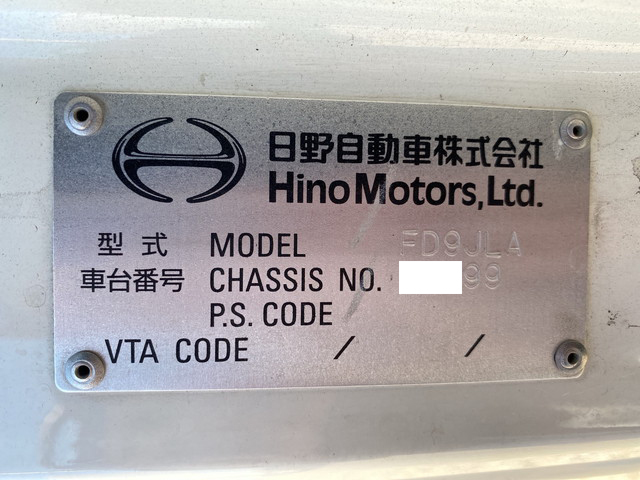 日野自動車株式会社
Hino Motors, Ltd.
型式 MODEL FD9JLA
車台番号 CHASSIS NO. 99
P.S. CODE
VTA CODE / /